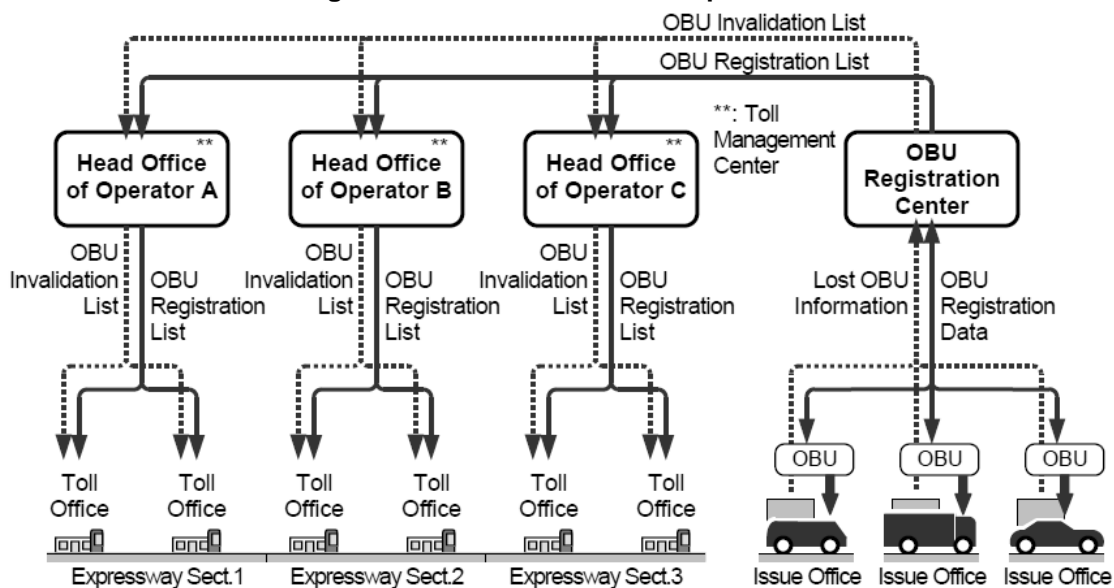 OBU Invalidation List
OBU Registration List
**: Toll
Management
Center
**
Head Office
of Operator A
**
Head Office
of Operator B
**
Head Office
of Operator C
OBU
Registration
Center
OBU
Invalidation
List
OBU
Registration
List
OBU
Invalidation
List
OBU
Registration
List
OBU
Invalidation
List
OBU
Registration
List
Lost OBU
Information
OBU
Registration
Data
OBU
OBU
OBU
Toll
Office
Toll
Office
Toll
Office
Toll
Office
Toll
Office
Toll
Office
Expressway Sect.1
Expressway Sect.2
Expressway Sect.3
Issue Office
Issue Office
Issue Office